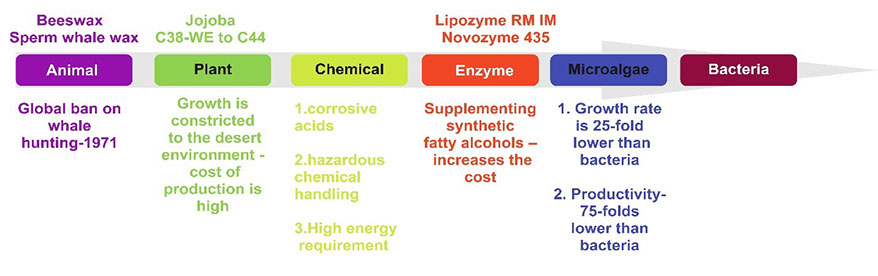 Beeswax
Sperm whale wax
Jojoba
C38-WE to C44
Lipozyme RM IM
Novozyme 435
Animal
Plant
Chemical
Enzyme
Microalgae
Bacteria
Global ban on
whale
hunting-1971
Growth is
constricted
to the desert
environment -
cost of
production is
high
1.corrosive
acids
2.hazardous
chemical
handling
3.High energy
requirement
Supplementing
synthetic
fatty alcohols –
increases the
cost
1. Growth rate
is 25-fold
lower than
bacteria
2. Productivity-
75-folds
lower than
bacteria